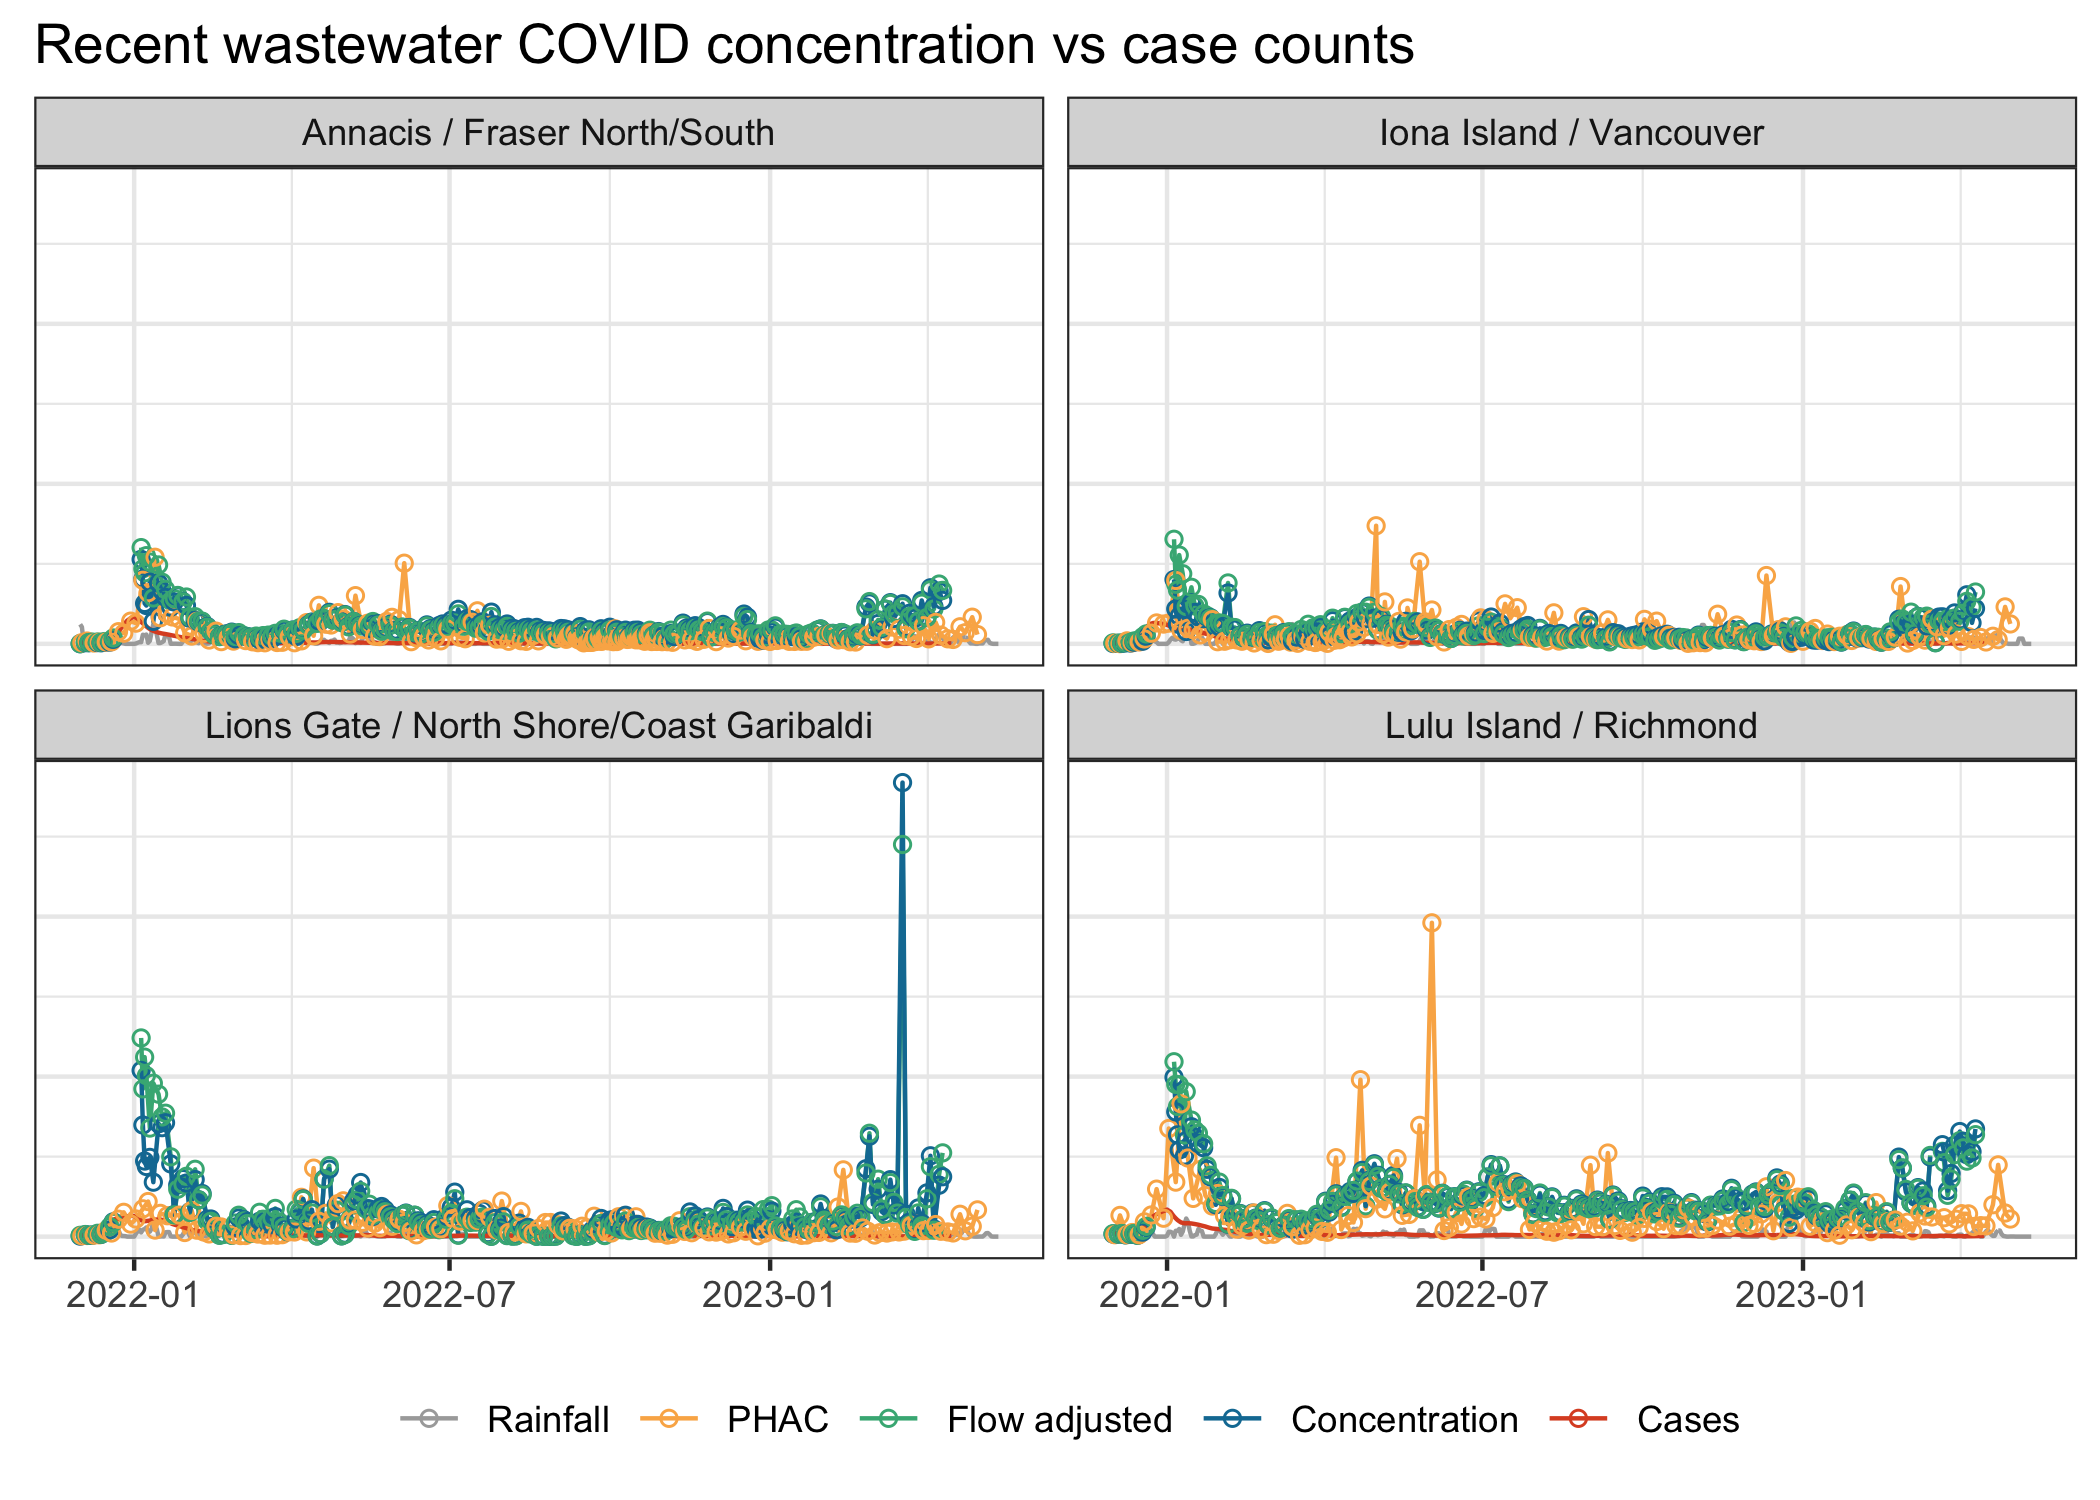 Recent wastewater COVID concentration vs case counts
Annacis / Fraser North/South
Iona Island / Vancouver
Lions Gate / North Shore/Coast Garibaldi
Lulu Island / Richmond
2022-01 2022-07 2023-01 2022-01 2022-07 2023-01
Rainfall PHAC Flow adjusted Concentration Cases